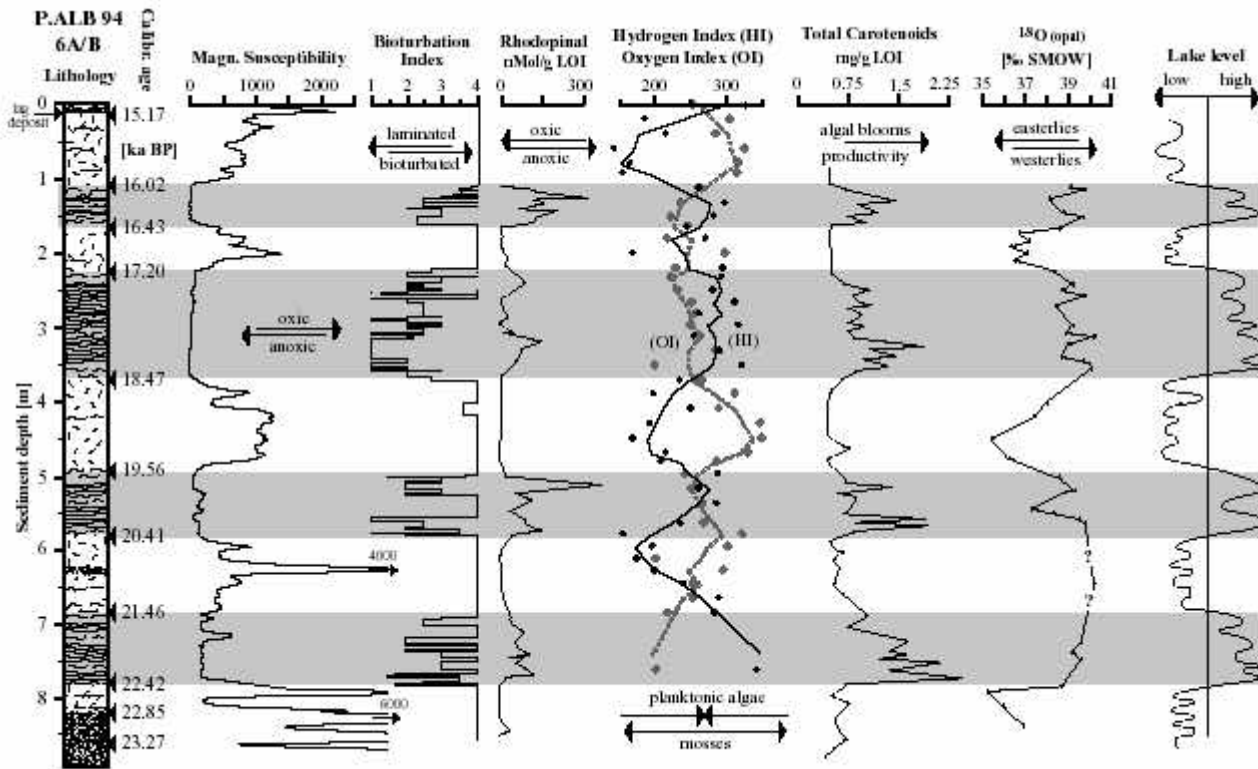 P.ALB 94
6A/B
Lithology
Calibr. age
Magn. Susceptibility
0 1000 2000
Bioturbation
Index
1 2 3 4
Rhodopinal
nMol/g LOI
0 300
Hydrogen Index (HI)
Oxygen Index (OI)
200 300
Total Carotenoids
mg/g LOI
0 0.75 1.5 2.25
18O (opal)
[‰ SMOW]
35 37 39 41
Lake level
low high
deposit
[ka BP]
laminated
bioturbated
oxic
anoxic
algal blooms
productivity
easterlies
westerlies
oxic
anoxic
(OI)
(HI)
4000
6000
?
?
planktonic algae
mosses
Sediment depth [m]
0
1
2
3
4
5
6
7
8
15.17
16.02
16.43
17.20
18.47
19.56
20.41
21.46
22.42
22.85
23.27